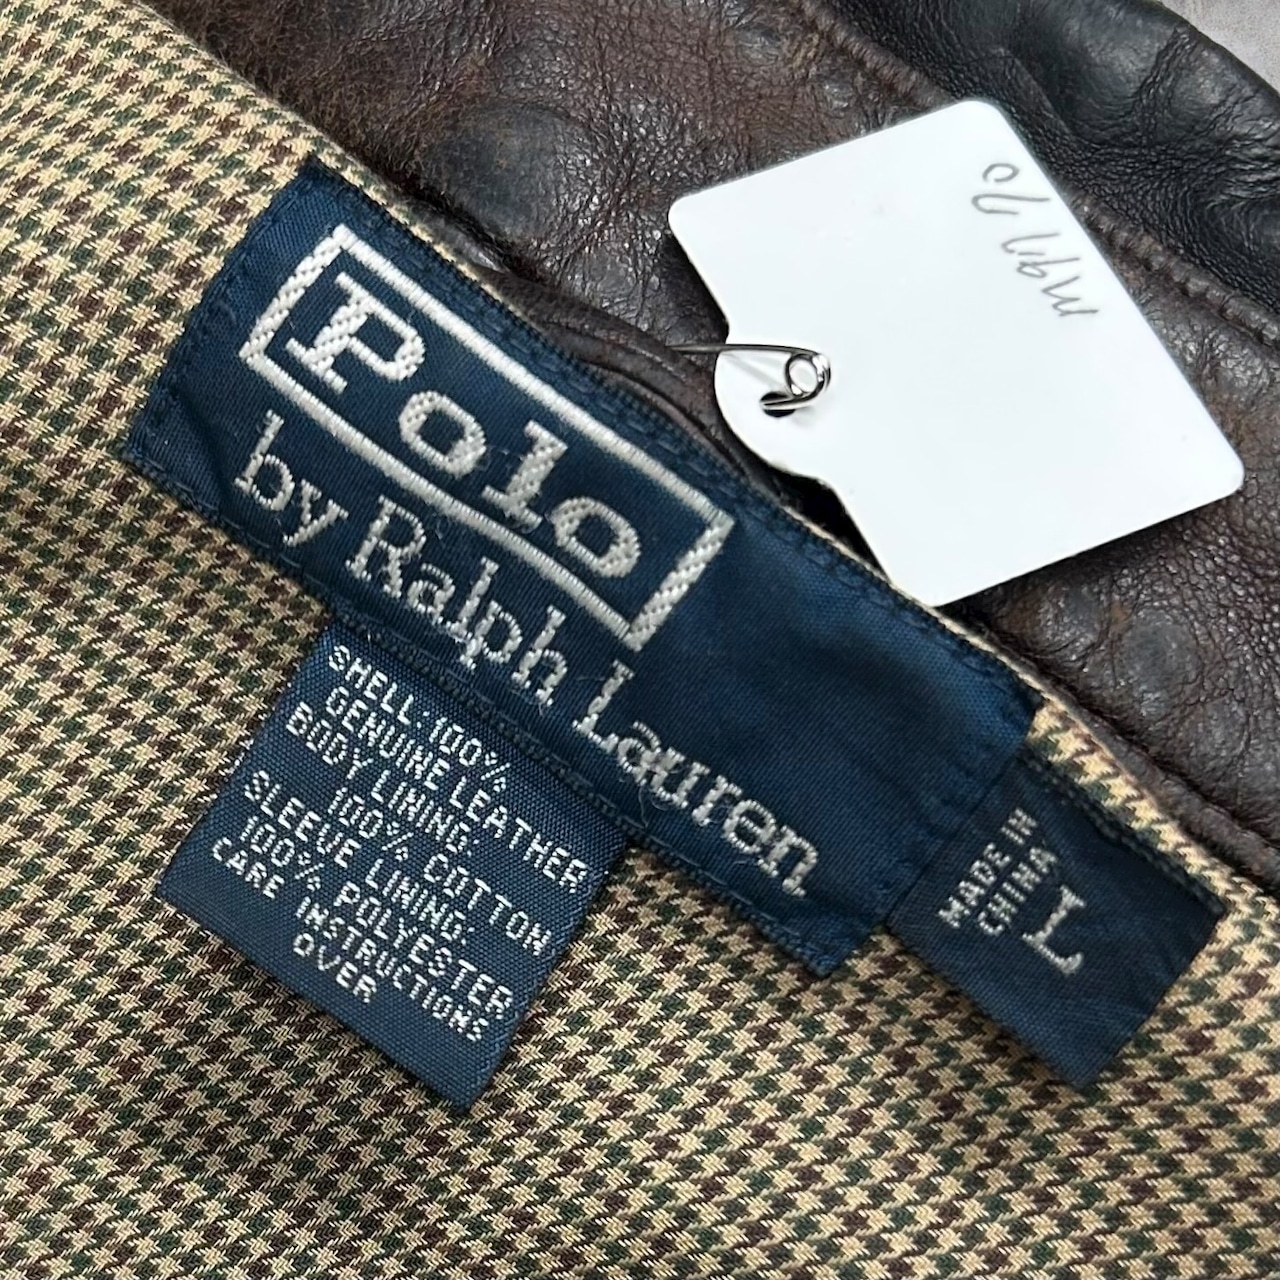 Polo
by Ralph Lauren
SHELL:100%
GENUINE LEATHER
BODY LINING:
100% COTTON
SLEEVE LINING:
100% POLYESTER
CARE INSTRUCTIONS
OVER
MADE IN
CHINA
L